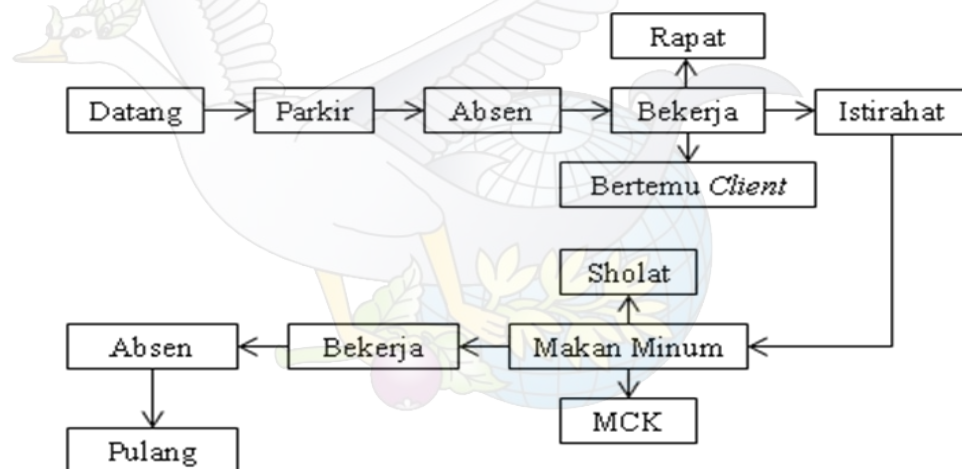 Rapat
Datang
Parkir
Absen
Bekerja
Istirahat
Bertemu Client
Sholat
Absen
Bekerja
Makan Minum
MCK
Pulang